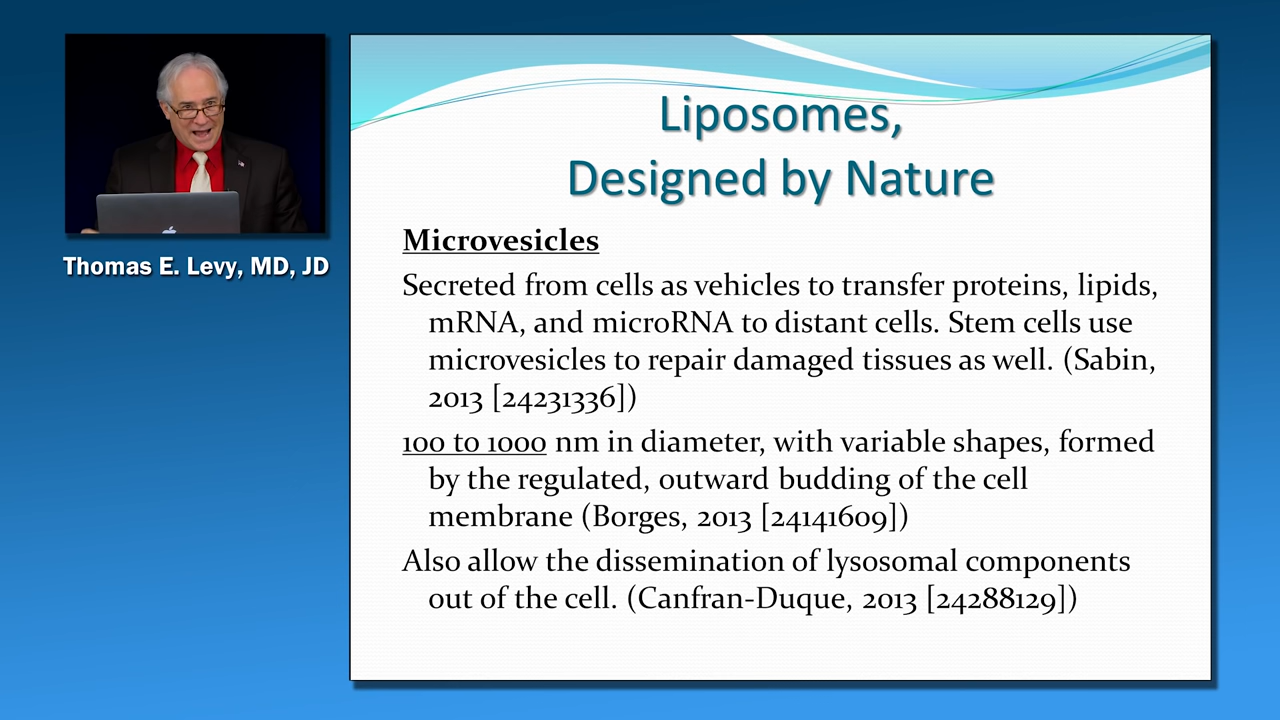 Liposomes,
Designed by Nature
Thomas E. Levy, MD, JD
Microvesicles
Secreted from cells as vehicles to transfer proteins, lipids,
mRNA, and microRNA to distant cells. Stem cells use
microvesicles to repair damaged tissues as well. (Sabin,
2013 [24231336])
100 to 1000 nm in diameter, with variable shapes, formed
by the regulated, outward budding of the cell
membrane (Borges, 2013 [24141609])
Also allow the dissemination of lysosomal components
out of the cell. (Canfran-Duque, 2013 [24288129])